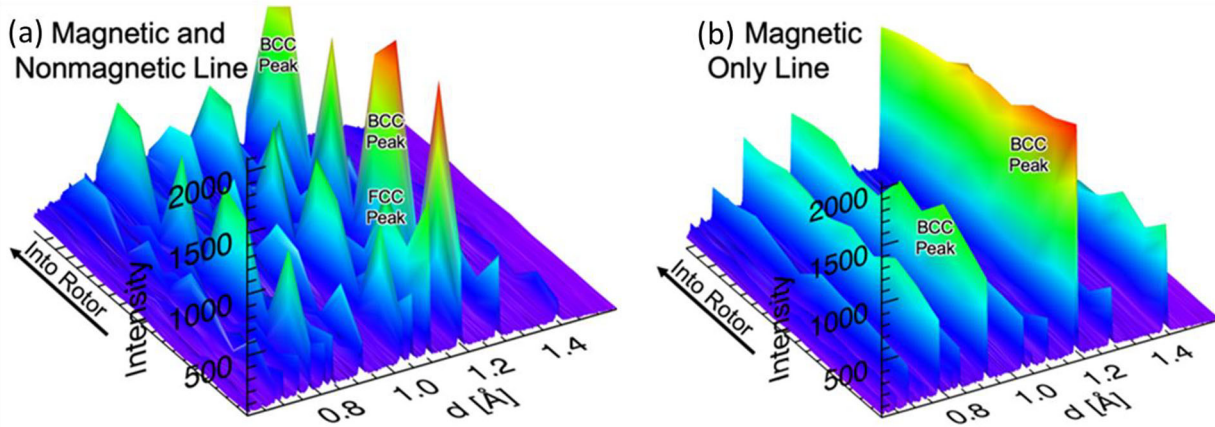 (a) Magnetic and
Nonmagnetic Line
BCC
Peak
BCC
Peak
FCC
Peak
2000
1500
1000
500
Intensity
Into Rotor
0.8
1.0
1.2
1.4
d [Å]
(b) Magnetic
Only Line
BCC
Peak
BCC
Peak
2000
1500
1000
500
Intensity
Into Rotor
0.8
1.0
1.2
1.4
d [Å]